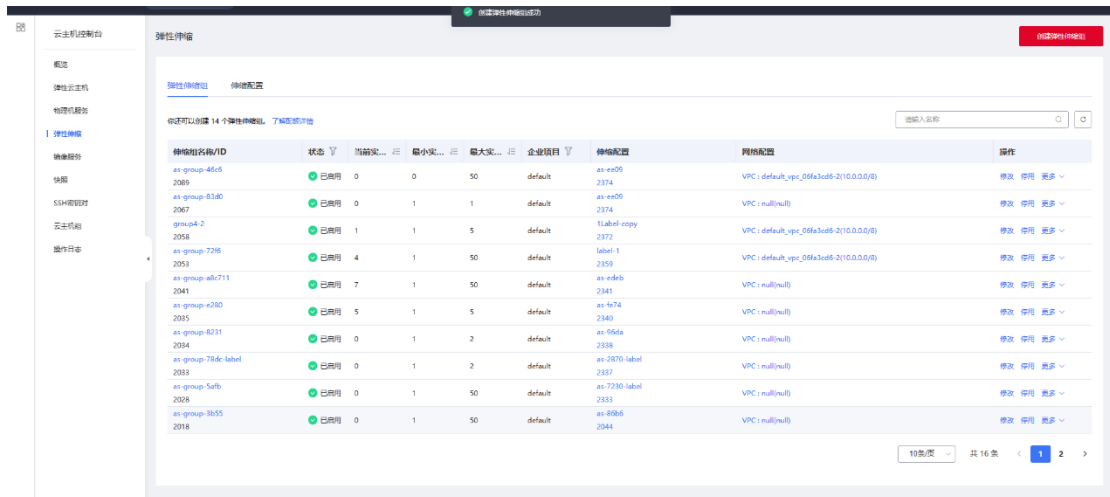 创建弹性伸缩组成功
云主机控制台
弹性伸缩
创建弹性伸缩组
概览
弹性云主机
物理机服务
弹性伸缩
镜像服务
快照
SSH密钥对
云主机组
操作日志
弹性伸缩组 伸缩配置
你还可以创建 14 个弹性伸缩组。 了解配额详情
请输入名称
伸缩组名称/ID 状态 当前实... 最小实... 最大实... 企业项目 伸缩配置 网络配置 操作
as-group-46c6 as-ee09
已启用 0 0 50 default VPC : default_vpc_06fa3cd6-2(10.0.0.0/8) 修改 停用 更多
2089 2374
as-group-83d0 as-ee09
已启用 0 1 1 default VPC : null(null) 修改 停用 更多
2067 2374
group4-2 1Label-copy
已启用 1 1 5 default VPC : default_vpc_06fa3cd6-2(10.0.0.0/8) 修改 停用 更多
2058 2372
as-group-72f6 label-1
已启用 4 1 50 default VPC : default_vpc_06fa3cd6-2(10.0.0.0/8) 修改 停用 更多
2053 2359
as-group-a8c711 as-edeb
已启用 7 1 50 default VPC : null(null) 修改 停用 更多
2041 2341
as-group-e280 as-fe74
已启用 5 1 5 default VPC : null(null) 修改 停用 更多
2035 2340
as-group-8231 as-96da
已启用 0 1 2 default VPC : null(null) 修改 停用 更多
2034 2338
as-group-78dc-label as-2870-label
已启用 0 1 2 default VPC : null(null) 修改 停用 更多
2033 2337
as-group-5afb as-7230-label
已启用 0 1 50 default VPC : null(null) 修改 停用 更多
2028 2333
as-group-3b55 as-86b6
已启用 0 1 50 default VPC : null(null) 修改 停用 更多
2018 2044
10条/页 共 16 条 1 2